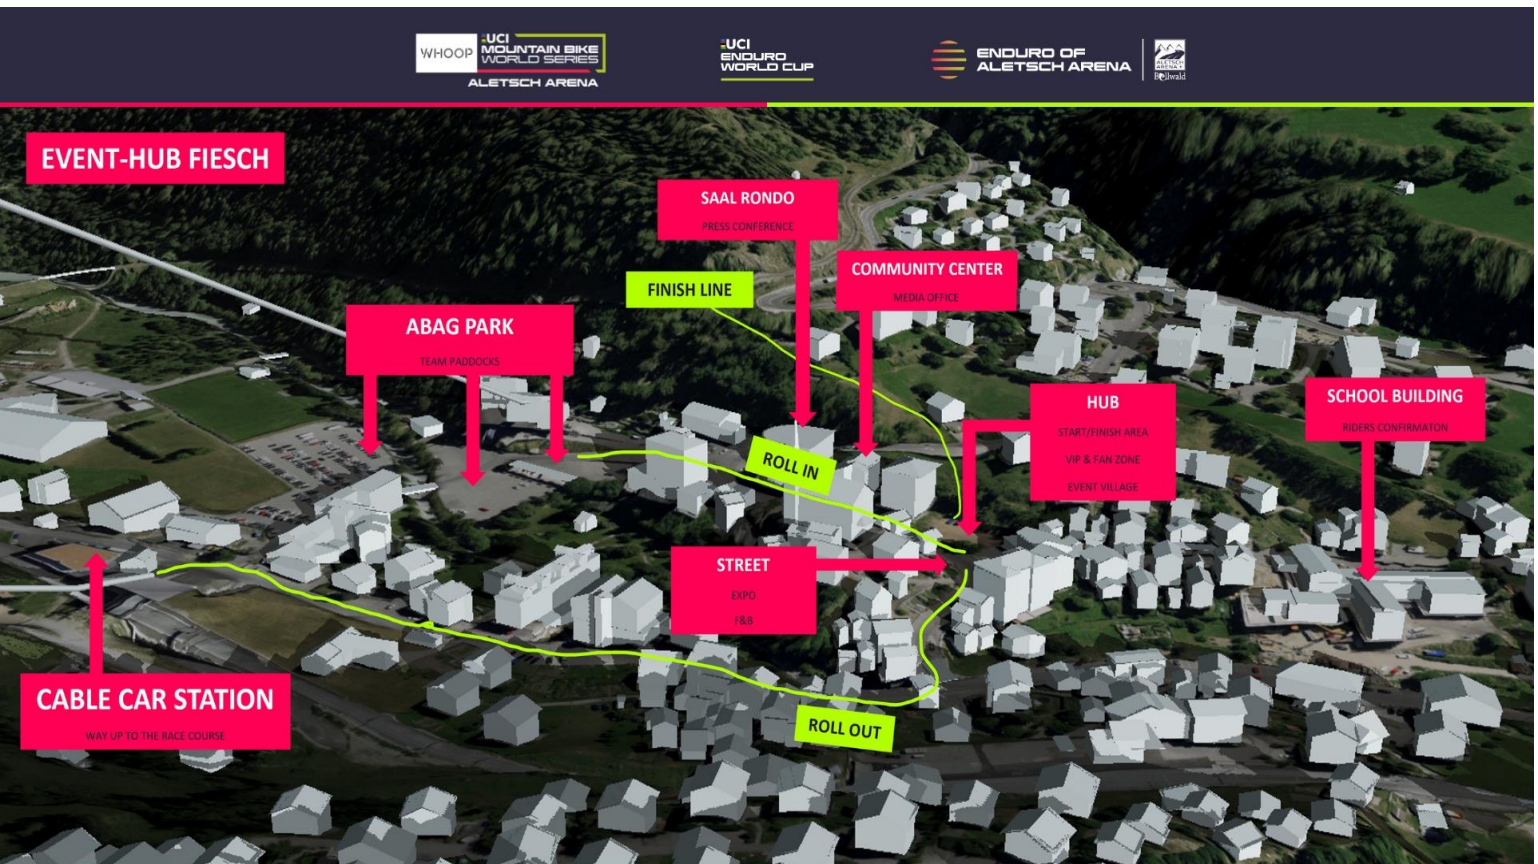 WHOOP
UCI
MOUNTAIN BIKE
WORLD SERIES
ALETSCH ARENA
UCI
ENDURO
WORLD CUP
ENDURO OF
ALETSCH ARENA
ALETSCH
ARENA
Bellwald
EVENT-HUB FIESCH
SAAL RONDO
PRESS CONFERENCE
COMMUNITY CENTER
MEDIA OFFICE
FINISH LINE
ABAG PARK
TEAM PADDOCKS
HUB
START/FINISH AREA
VIP & FAN ZONE
EVENT VILLAGE
SCHOOL BUILDING
RIDERS CONFIRMATON
ROLL IN
STREET
EXPO
F&B
CABLE CAR STATION
WAY UP TO THE RACE COURSE
ROLL OUT